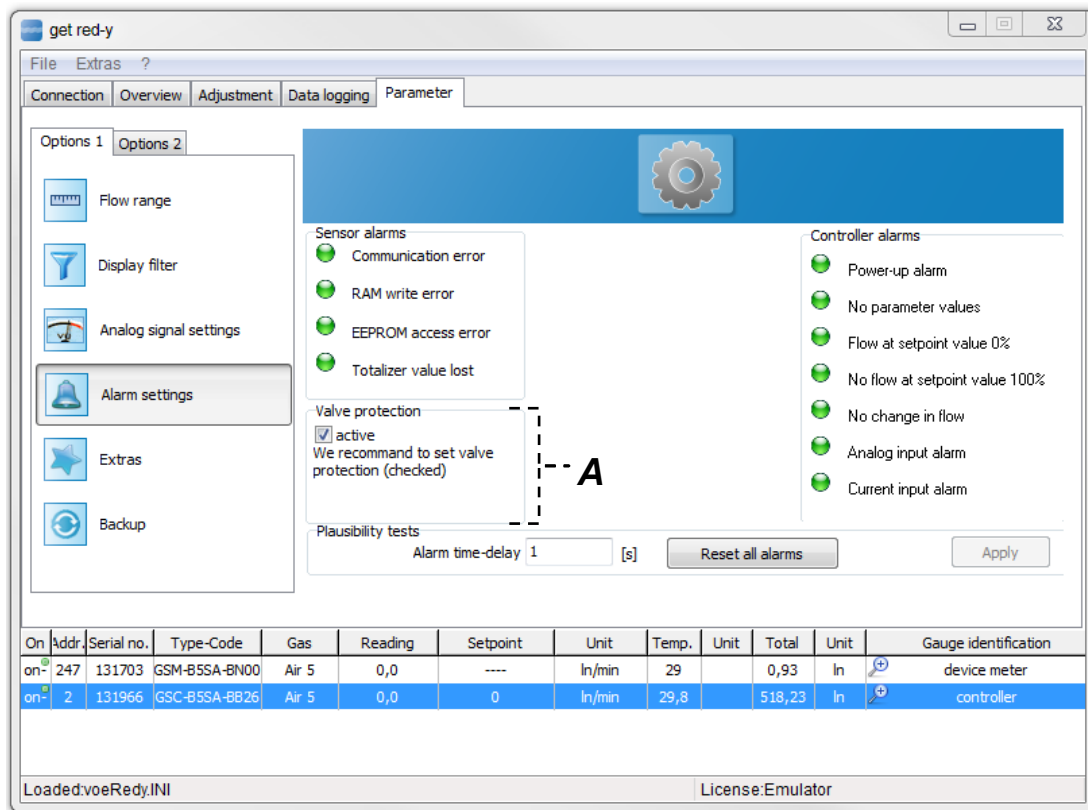 get red-y
File Extras ?
Connection Overview Adjustment Data logging Parameter
Options 1 Options 2
Flow range
Display filter
Analog signal settings
Alarm settings
Extras
Backup
Sensor alarms
Communication error
RAM write error
EEPROM access error
Totalizer value lost
Valve protection
active
We recommand to set valve
protection (checked)
A
Controller alarms
Power-up alarm
No parameter values
Flow at setpoint value 0%
No flow at setpoint value 100%
No change in flow
Analog input alarm
Current input alarm
Plausibility tests
Alarm time-delay 1 [s] Reset all alarms Apply
On Addr. Serial no. Type-Code Gas Reading Setpoint Unit Temp. Unit Total Unit Gauge identification
on- 247 131703 GSM-B5SA-BN00 Air 5 0,0 ---- ln/min 29 0,93 ln device meter
on- 2 131966 GSC-B5SA-BB26 Air 5 0,0 0 ln/min 29,8 518,23 ln controller
Loaded:voeRedy.INI License:Emulator